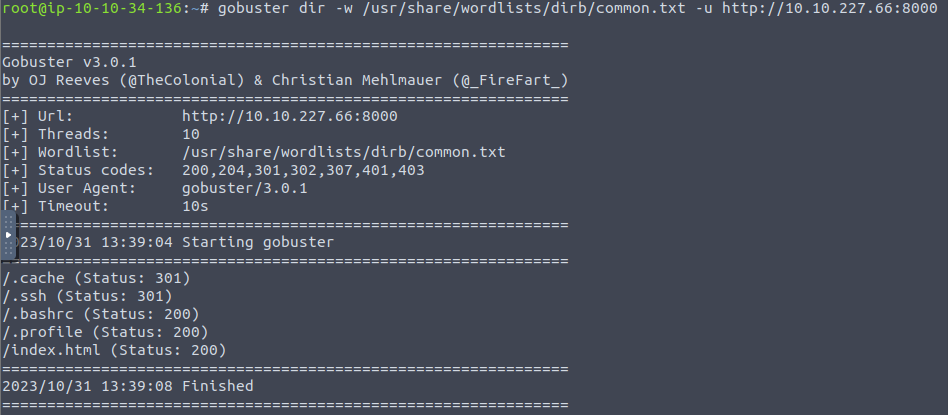 root@ip-10-10-34-136:~# gobuster dir -w /usr/share/wordlists/dirb/common.txt -u http://10.10.227.66:8000
===============================================================
Gobuster v3.0.1
by OJ Reeves (@TheColonial) & Christian Mehlmauer (@_FireFart_)
===============================================================
[+] Url:            http://10.10.227.66:8000
[+] Threads:        10
[+] Wordlist:       /usr/share/wordlists/dirb/common.txt
[+] Status codes:   200,204,301,302,307,401,403
[+] User Agent:     gobuster/3.0.1
[+] Timeout:        10s
===============================================================
23/10/31 13:39:04 Starting gobuster
===============================================================
/.cache (Status: 301)
/.ssh (Status: 301)
/.bashrc (Status: 200)
/.profile (Status: 200)
/index.html (Status: 200)
===============================================================
2023/10/31 13:39:08 Finished
===============================================================